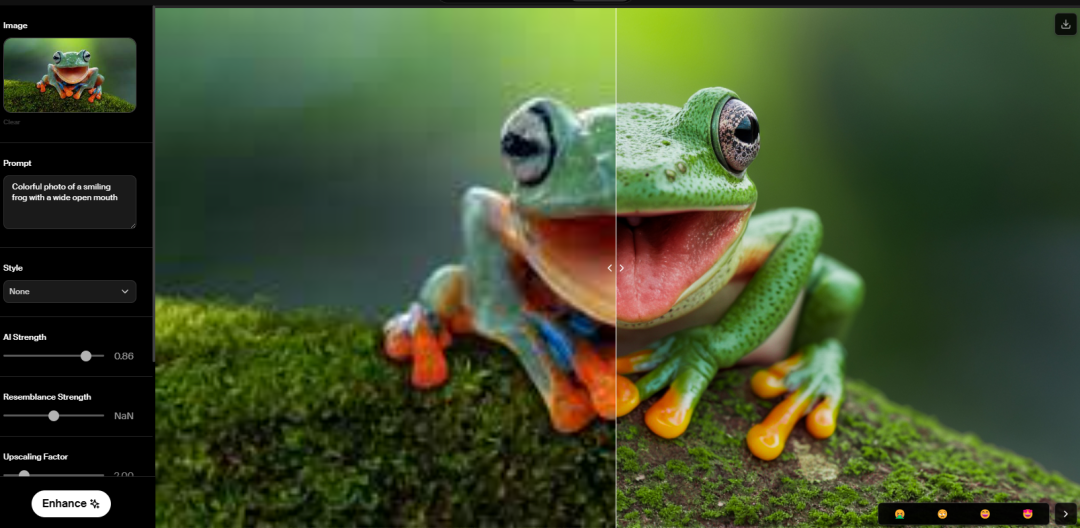 Image
Clear
Prompt
Colorful photo of a smiling
frog with a wide open mouth
Style
None
AI Strength
0.86
Resemblance Strength
NaN
Upscaling Factor
2.00
Enhance